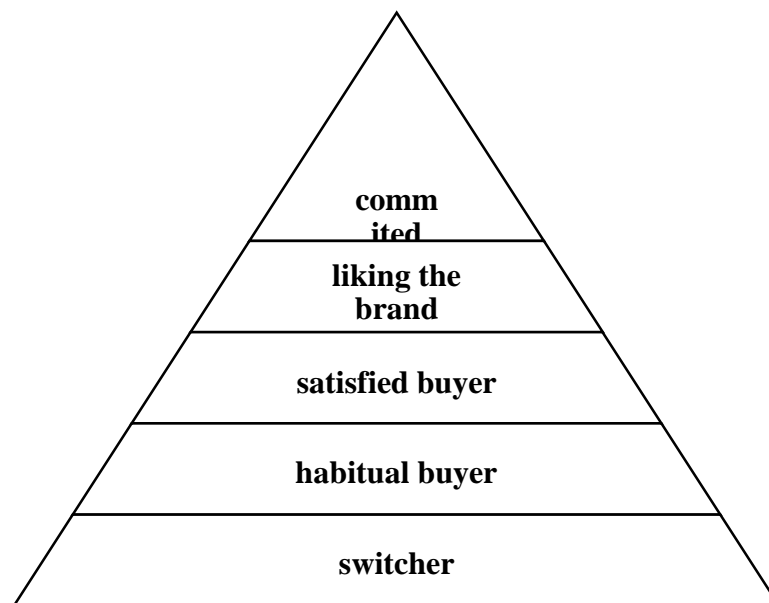 comm
ited
liking the
brand
satisfied buyer
habitual buyer
switcher